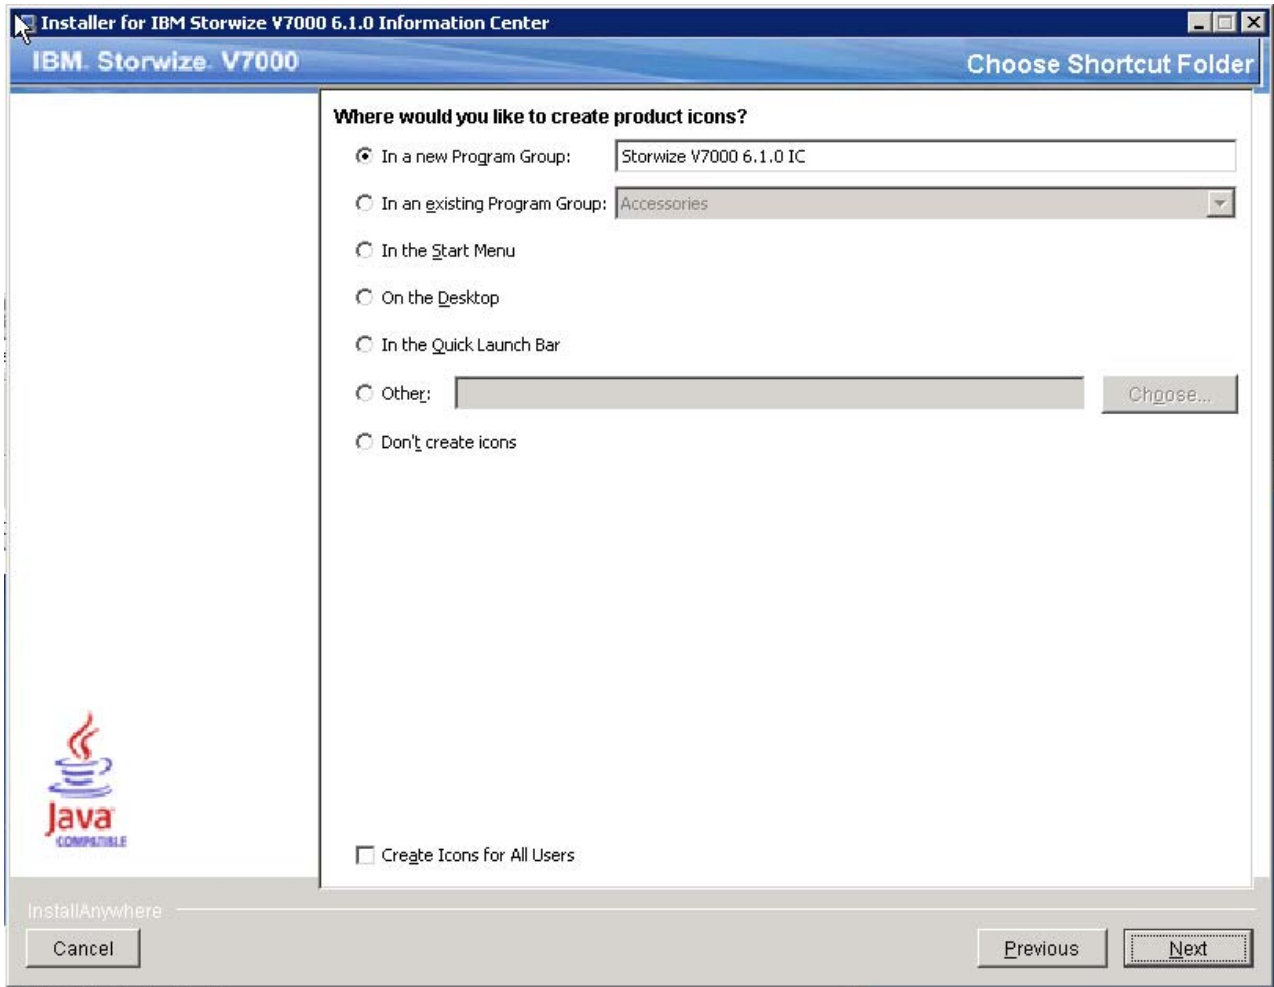 Installer for IBM Storwize V7000 6.1.0 Information Center
IBM Storwize V7000
Choose Shortcut Folder
Where would you like to create product icons?
In a new Program Group: Storwize V7000 6.1.0 IC
In an existing Program Group: Accessories
In the Start Menu
On the Desktop
In the Quick Launch Bar
Other: Choose...
Don't create icons
Java
COMPATIBLE
Create Icons for All Users
InstallAnywhere
Cancel Previous Next